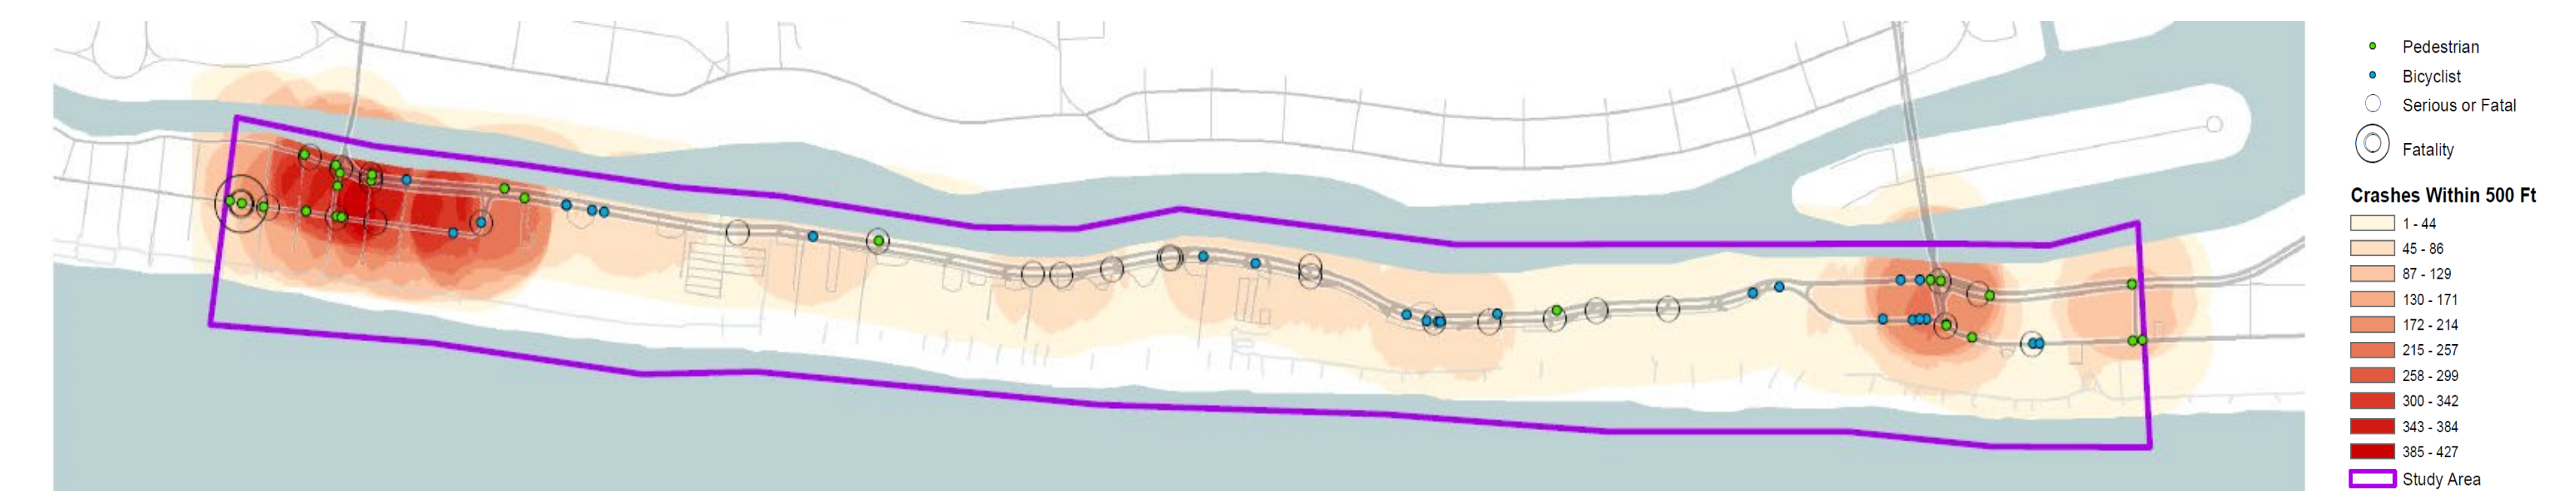 Pedestrian
Bicyclist
Serious or Fatal
Fatality
Crashes Within 500 Ft
1 - 44
45 - 86
87 - 129
130 - 171
172 - 214
215 - 257
258 - 299
300 - 342
343 - 384
385 - 427
Study Area